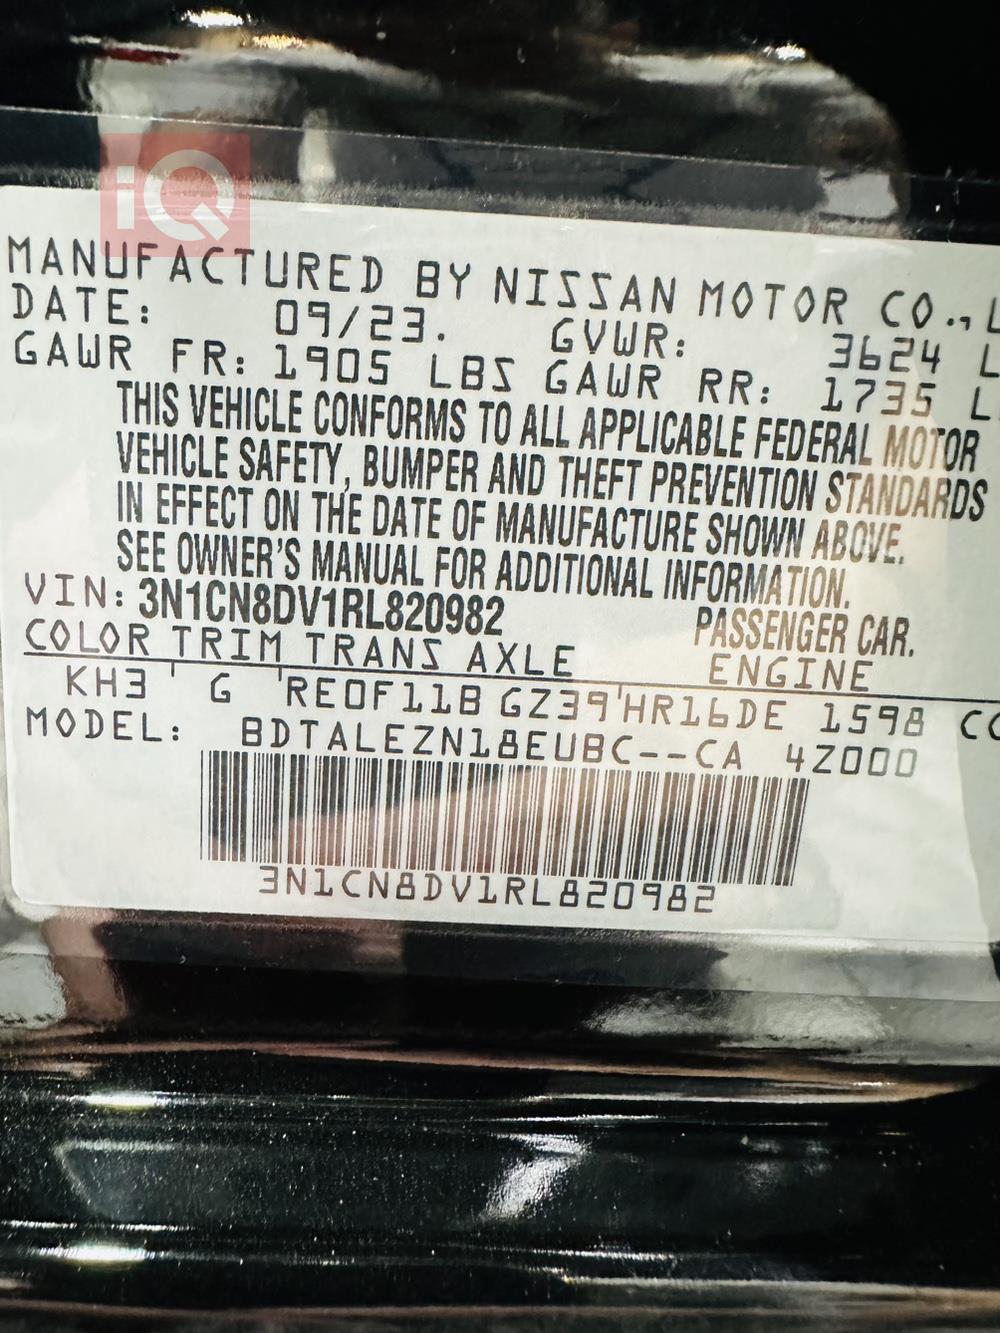 iQ
MANUFACTURED BY NISSAN MOTOR CO., L
DATE: 09/23. GVWR: 3624 L
GAWR FR: 1905 LBS GAWR RR: 1735 L
THIS VEHICLE CONFORMS TO ALL APPLICABLE FEDERAL MOTOR
VEHICLE SAFETY, BUMPER AND THEFT PREVENTION STANDARDS
IN EFFECT ON THE DATE OF MANUFACTURE SHOWN ABOVE.
SEE OWNER'S MANUAL FOR ADDITIONAL INFORMATION.
VIN: 3N1CN8DV1RL820982 PASSENGER CAR.
COLOR TRIM TRANS AXLE ENGINE
KH3 ' G 'RE0F11B GZ39'HR16DE 1598 CC
MODEL: BDTALEZN18EUBC--CA 4Z000
3N1CN8DV1RL820982